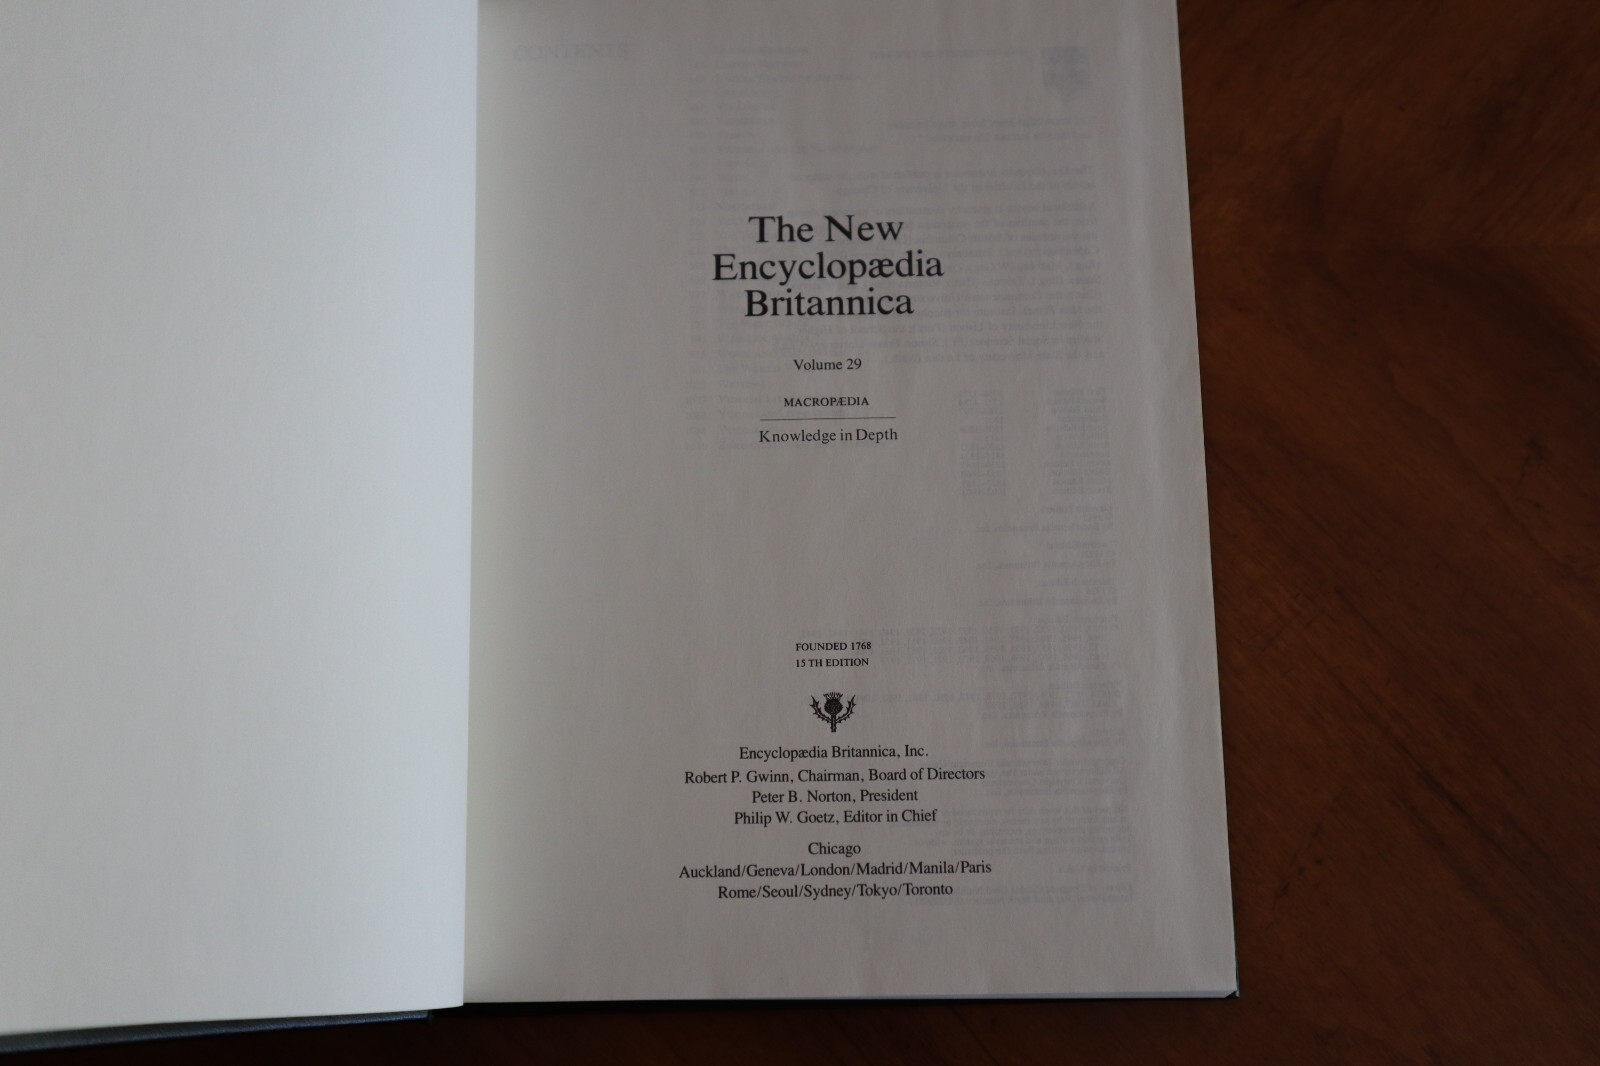 The New
Encyclopædia
Britannica
Volume 29
MACROPÆDIA
Knowledge in Depth
FOUNDED 1768
15 TH EDITION
Encyclopædia Britannica, Inc.
Robert P. Gwinn, Chairman, Board of Directors
Peter B. Norton, President
Philip W. Goetz, Editor in Chief
Chicago
Auckland/Geneva/London/Madrid/Manila/Paris
Rome/Seoul/Sydney/Tokyo/Toronto